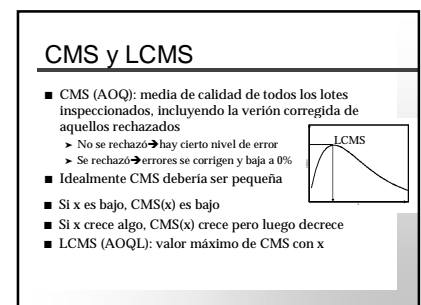 CMS y LCMS
■ CMS (AOQ): media de calidad de todos los lotes
inspeccionados, incluyendo la verión corregida de
aquellos rechazados
➤ No se rechazó➔hay cierto nivel de error
➤ Se rechazó➔errores se corrigen y baja a 0%
LCMS
■ Idealmente CMS debería ser pequeña
■ Si x es bajo, CMS(x) es bajo
■ Si x crece algo, CMS(x) crece pero luego decrece
■ LCMS (AOQL): valor máximo de CMS con x